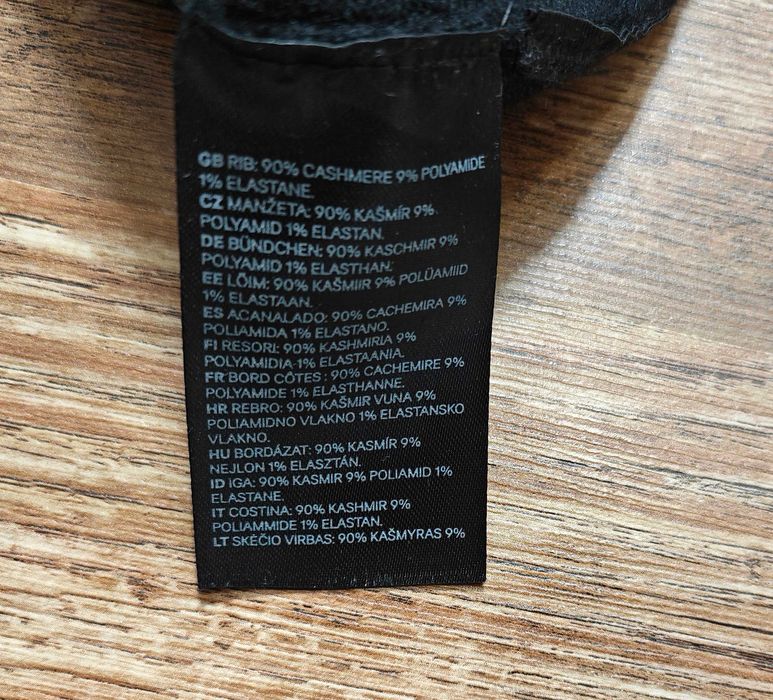 GB RIB: 90% CASHMERE 9% POLYAMIDE
1% ELASTANE
CZ MANŽETA: 90% KAŠMÍR 9%
POLYAMID 1% ELASTAN.
DE BÜNDCHEN: 90% KASCHMIR 9%
POLYAMID 1% ELASTHAN.
EE LÕIM: 90% KAŠMIIR 9% POLÜAMIID
1% ELASTAAN.
ES ACANALADO: 90% CACHEMIRA 9%
POLIAMIDA 1% ELASTANO.
FI RESORI: 90% KASHMIRIA 9%
POLYAMIDIA 1% ELASTAANIA.
FR BORD CÔTES : 90% CACHEMIRE 9%
POLYAMIDE 1% ELASTHANNE.
HR REBRO: 90% KAŠMIR VUNA 9%
POLIAMIDNO VLAKNO 1% ELASTANSKO
VLAKNO.
HU BORDÁZAT: 90% KASMÍR 9%
NEJLON 1% ELASZTÁN.
ID IGA: 90% KASMIR 9% POLIAMID 1%
ELASTANE.
IT COSTINA: 90% KASHMIR 9%
POLIAMMIDE 1% ELASTAN.
LT SKĖČIO VIRBAS: 90% KAŠMYRAS 9%